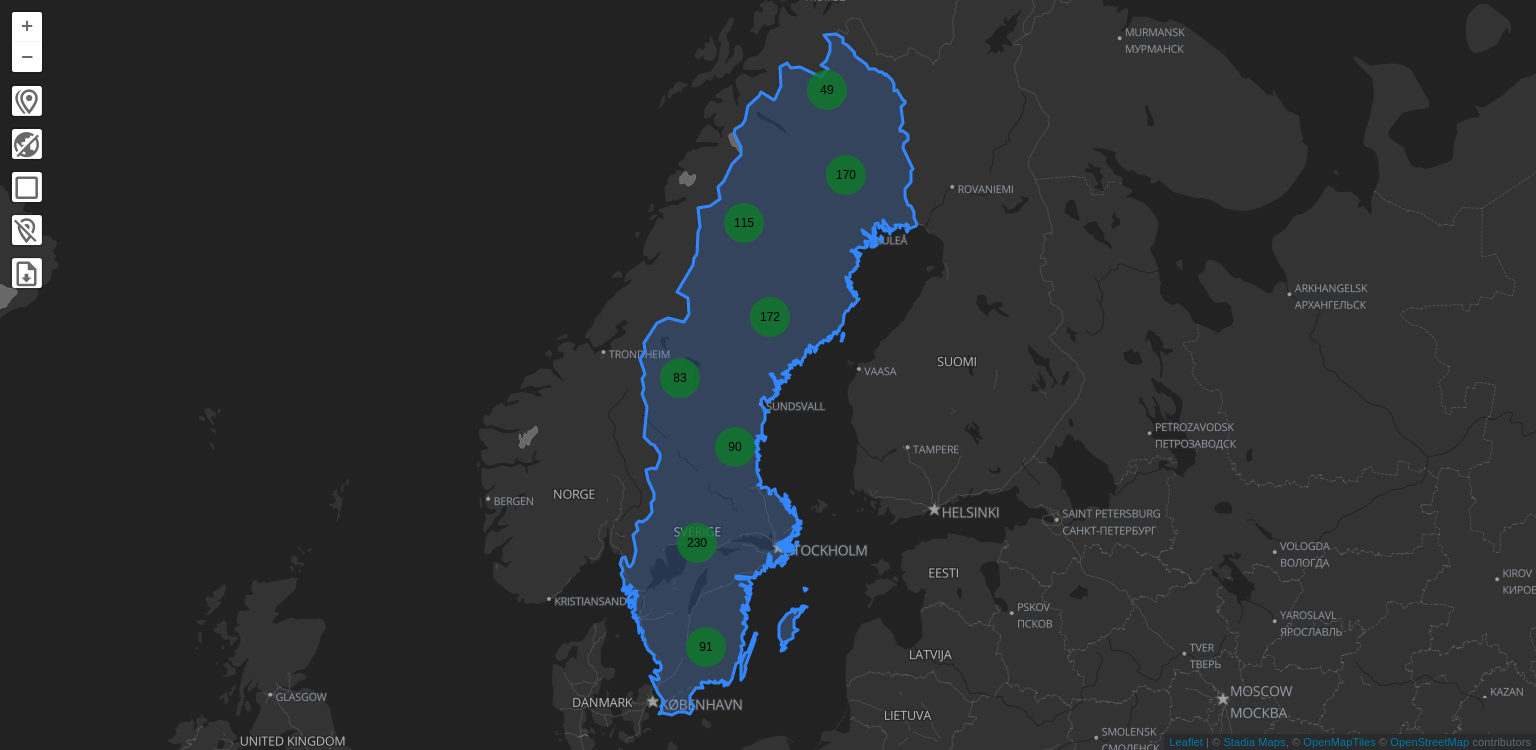 +
−
MURMANSK
МУРМАНСК
49
170
ROVANIEMI
115
ULEÅ
ARKHANGELSK
АРХАНГЕЛЬСК
172
TRONDHEIM
SUOMI
VAASA
83
SUNDSVALL
PETROZAVODSK
ПЕТРОЗАВОДСК
90
TAMPERE
NORGE
BERGEN
HELSINKI
SAINT PETERSBURG
САНКТ-ПЕТЕРБУРГ
SVERIGE
230
STOCKHOLM
VOLOGDA
ВОЛОГДА
EESTI
KIROV
КИРОВ
KRISTIANSAND
PSKOV
ПСКОВ
YAROSLAVL
ЯРОСЛАВЛЬ
91
LATVIJA
TVER
ТВЕРЬ
GLASGOW
DANMARK
KØBENHAVN
MOSCOW
МОСКВА
KAZAN
LIETUVA
SMOLENSK
СМОЛЕНСК
UNITED KINGDOM
Leaflet | © Stadia Maps, © OpenMapTiles © OpenStreetMap contributors